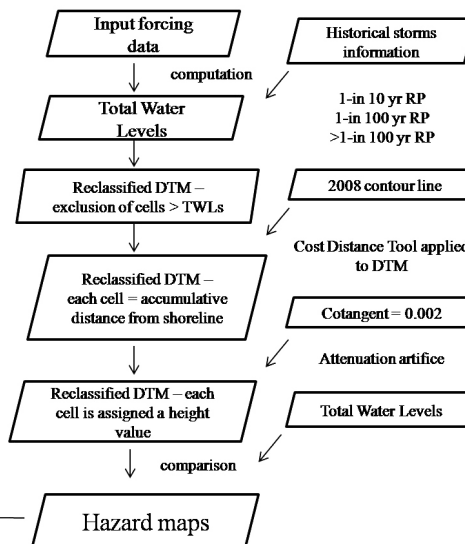 Input forcing
data
Historical storms
information
computation
Total Water
Levels
1-in 10 yr RP
1-in 100 yr RP
>1-in 100 yr RP
Reclassified DTM –
exclusion of cells > TWLs
2008 contour line
Cost Distance Tool applied
to DTM
Reclassified DTM –
each cell = accumulative
distance from shoreline
Cotangent = 0.002
Attenuation artifice
Reclassified DTM – each
cell is assigned a height
value
Total Water Levels
comparison
Hazard maps